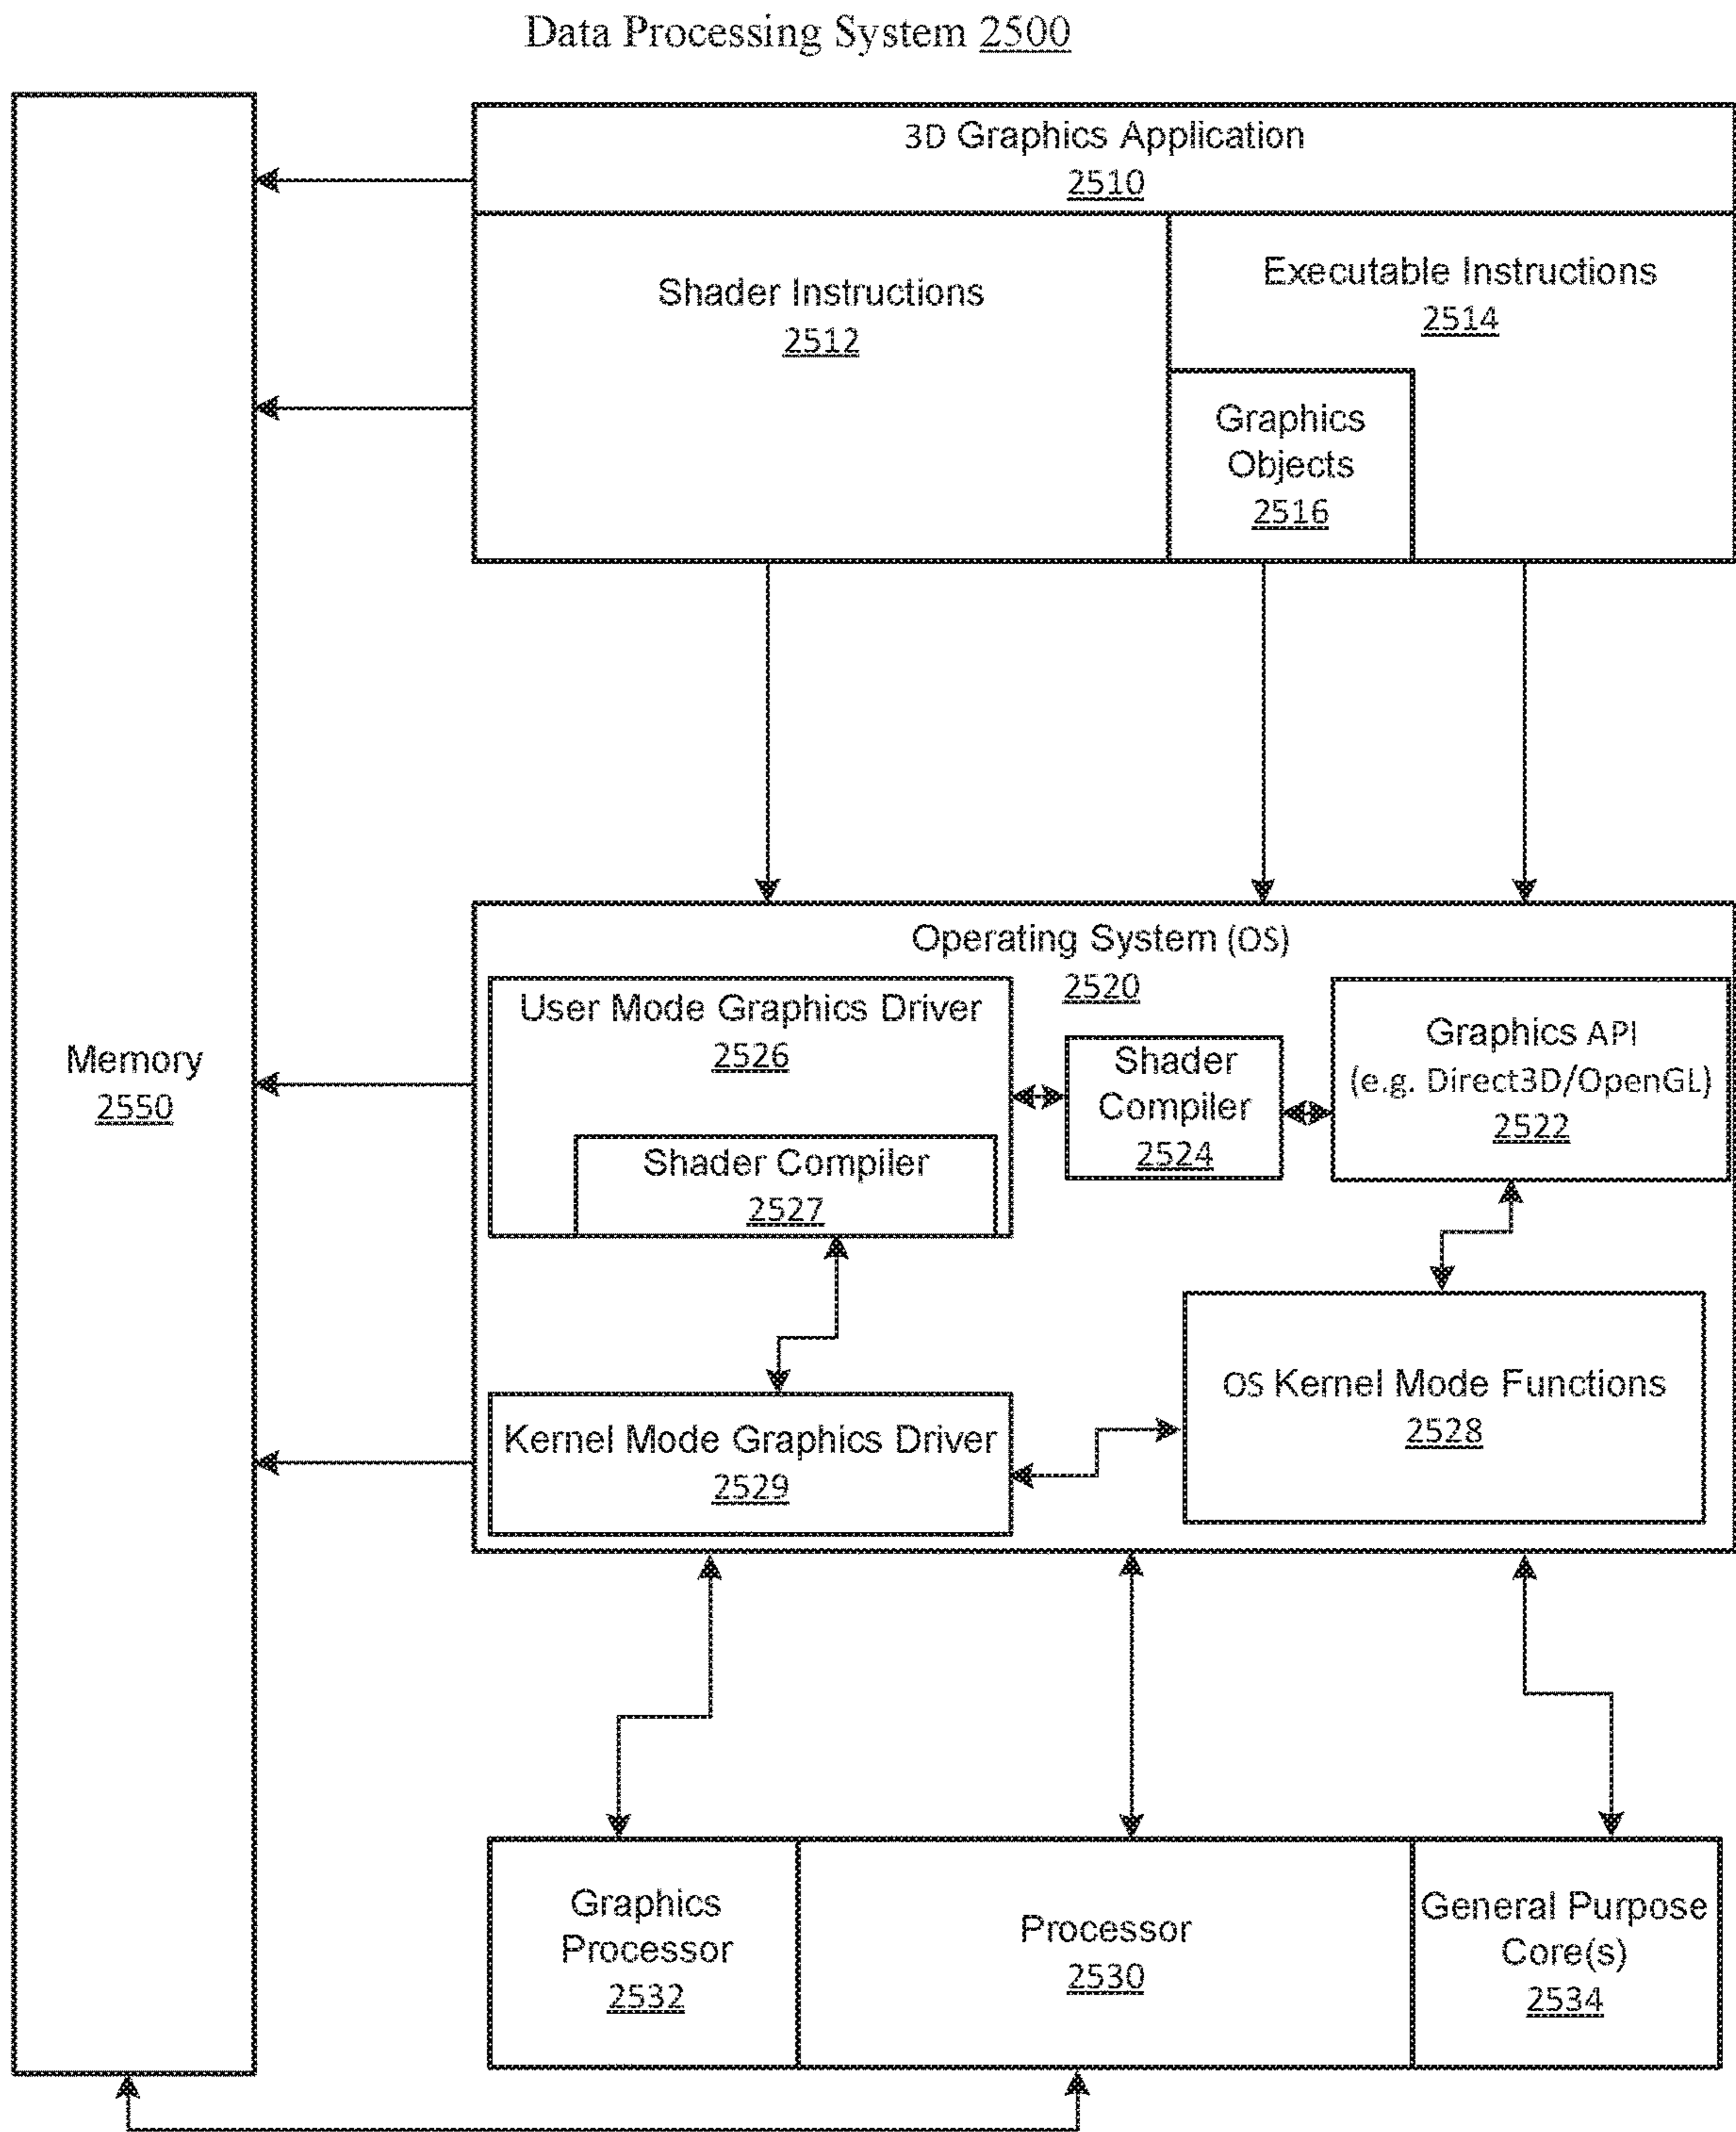 Data Processing System 2500
3D Graphics Application
2510
Shader Instructions
2512
Executable Instructions
2514
Graphics
Objects
2516
Operating System (OS)
2520
User Mode Graphics Driver
2526
Shader Compiler
2527
Shader
Compiler
2524
Graphics API
(e.g. Direct3D/OpenGL)
2522
Memory
2550
OS Kernel Mode Functions
2528
Kernel Mode Graphics Driver
2529
Graphics
Processor
2532
Processor
2530
General Purpose
Core(s)
2534